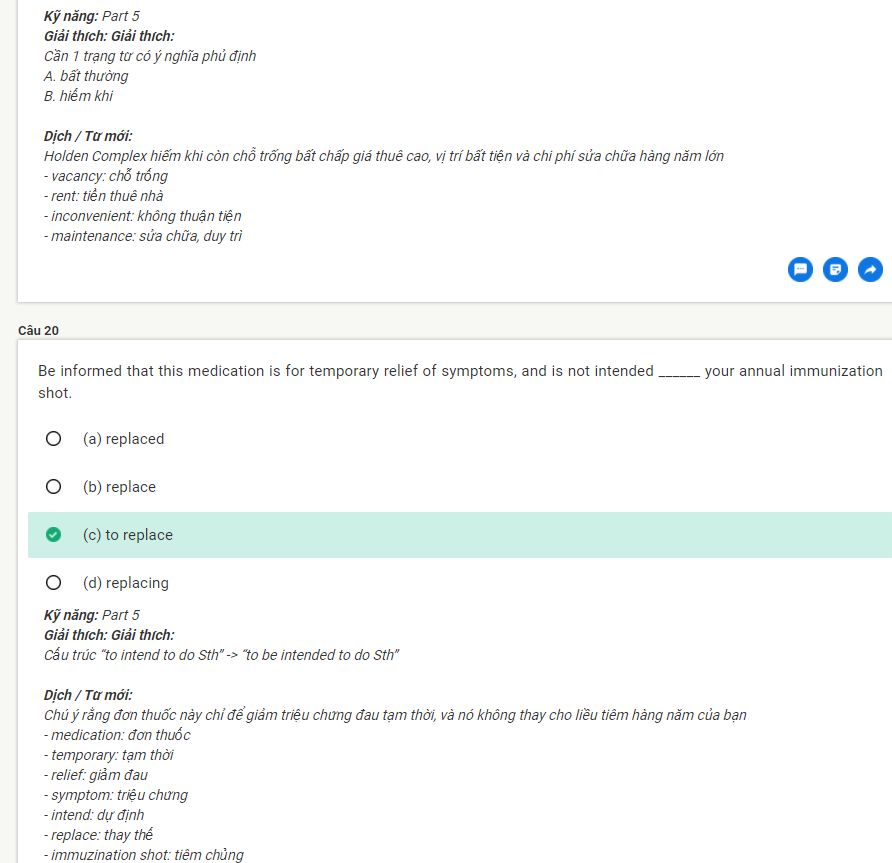 Kỹ năng: Part 5
Giải thích: Giải thích:
Cần 1 trạng từ có ý nghĩa phủ định
A. bất thường
B. hiếm khi
Dịch / Từ mới:
Holden Complex hiếm khi còn chỗ trống bất chấp giá thuê cao, vị trí bất tiện và chi phí sửa chữa hàng năm lớn
- vacancy: chỗ trống
- rent: tiền thuê nhà
- inconvenient: không thuận tiện
- maintenance: sửa chữa, duy trì
Câu 20
Be informed that this medication is for temporary relief of symptoms, and is not intended ______ your annual immunization
shot.
(a) replaced
(b) replace
(c) to replace
(d) replacing
Kỹ năng: Part 5
Giải thích: Giải thích:
Cấu trúc “to intend to do Sth” -> “to be intended to do Sth”
Dịch / Từ mới:
Chú ý rằng đơn thuốc này chỉ để giảm triệu chứng đau tạm thời, và nó không thay cho liều tiêm hàng năm của bạn
- medication: đơn thuốc
- temporary: tạm thời
- relief: giảm đau
- symptom: triệu chứng
- intend: dự định
- replace: thay thế
- immuzination shot: tiêm chủng